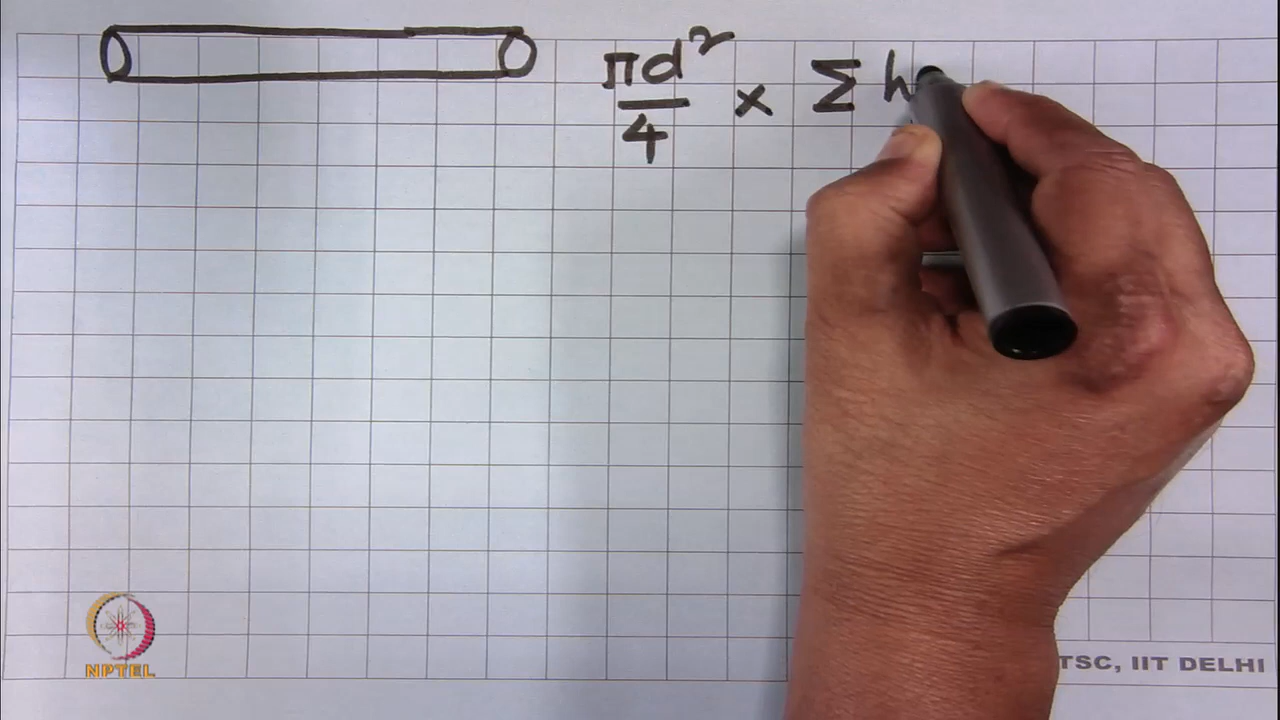 πd²/4 × Σ h
NPTEL
TSC, IIT DELHI